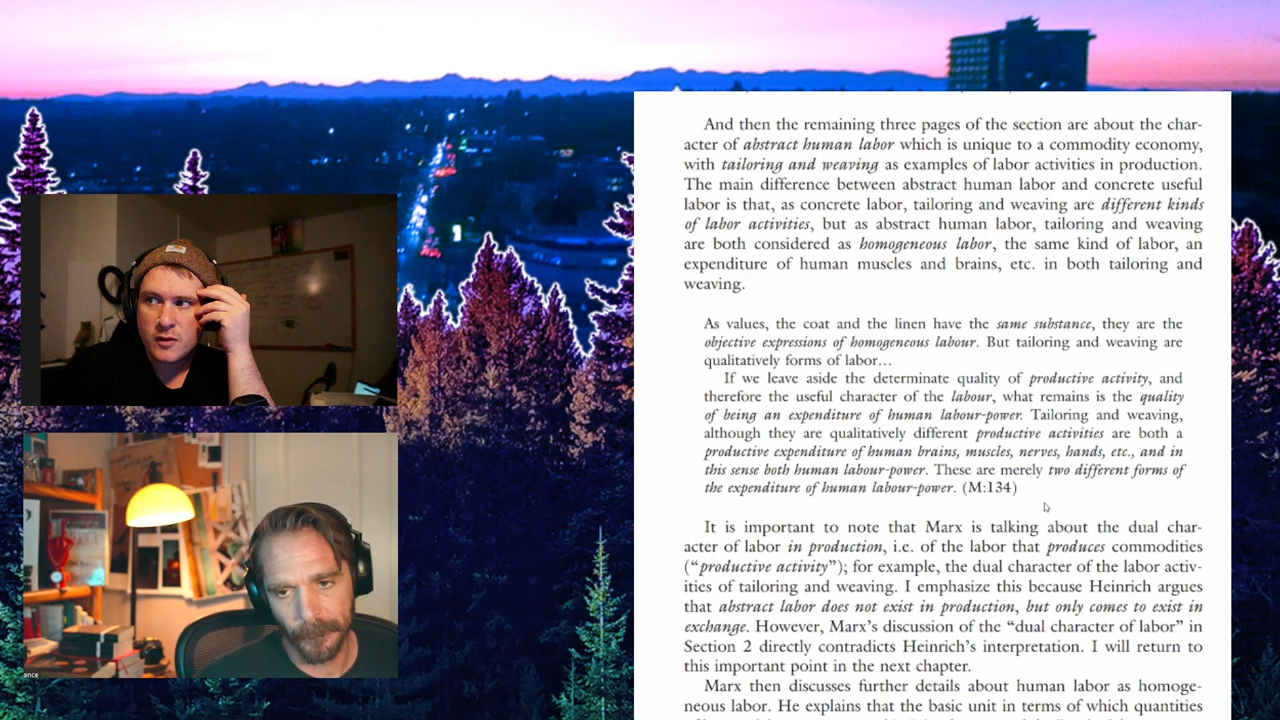 And then the remaining three pages of the section are about the char-
acter of abstract human labor which is unique to a commodity economy,
with tailoring and weaving as examples of labor activities in production.
The main difference between abstract human labor and concrete useful
labor is that, as concrete labor, tailoring and weaving are different kinds
of labor activities, but as abstract human labor, tailoring and weaving
are both considered as homogeneous labor, the same kind of labor, an
expenditure of human muscles and brains, etc. in both tailoring and
weaving.
As values, the coat and the linen have the same substance, they are the
objective expressions of homogeneous labour. But tailoring and weaving are
qualitatively forms of labor…
If we leave aside the determinate quality of productive activity, and
therefore the useful character of the labour, what remains is the quality
of being an expenditure of human labour-power. Tailoring and weaving,
although they are qualitatively different productive activities are both a
productive expenditure of human brains, muscles, nerves, hands, etc., and in
this sense both human labour-power. These are merely two different forms of
the expenditure of human labour-power. (M:134)
It is important to note that Marx is talking about the dual char-
acter of labor in production, i.e. of the labor that produces commodities
(“productive activity”); for example, the dual character of the labor activ-
ities of tailoring and weaving. I emphasize this because Heinrich argues
that abstract labor does not exist in production, but only comes to exist in
exchange. However, Marx’s discussion of the “dual character of labor” in
Section 2 directly contradicts Heinrich’s interpretation. I will return to
this important point in the next chapter.
Marx then discusses further details about human labor as homoge-
neous labor. He explains that the basic unit in terms of which quantities
ance